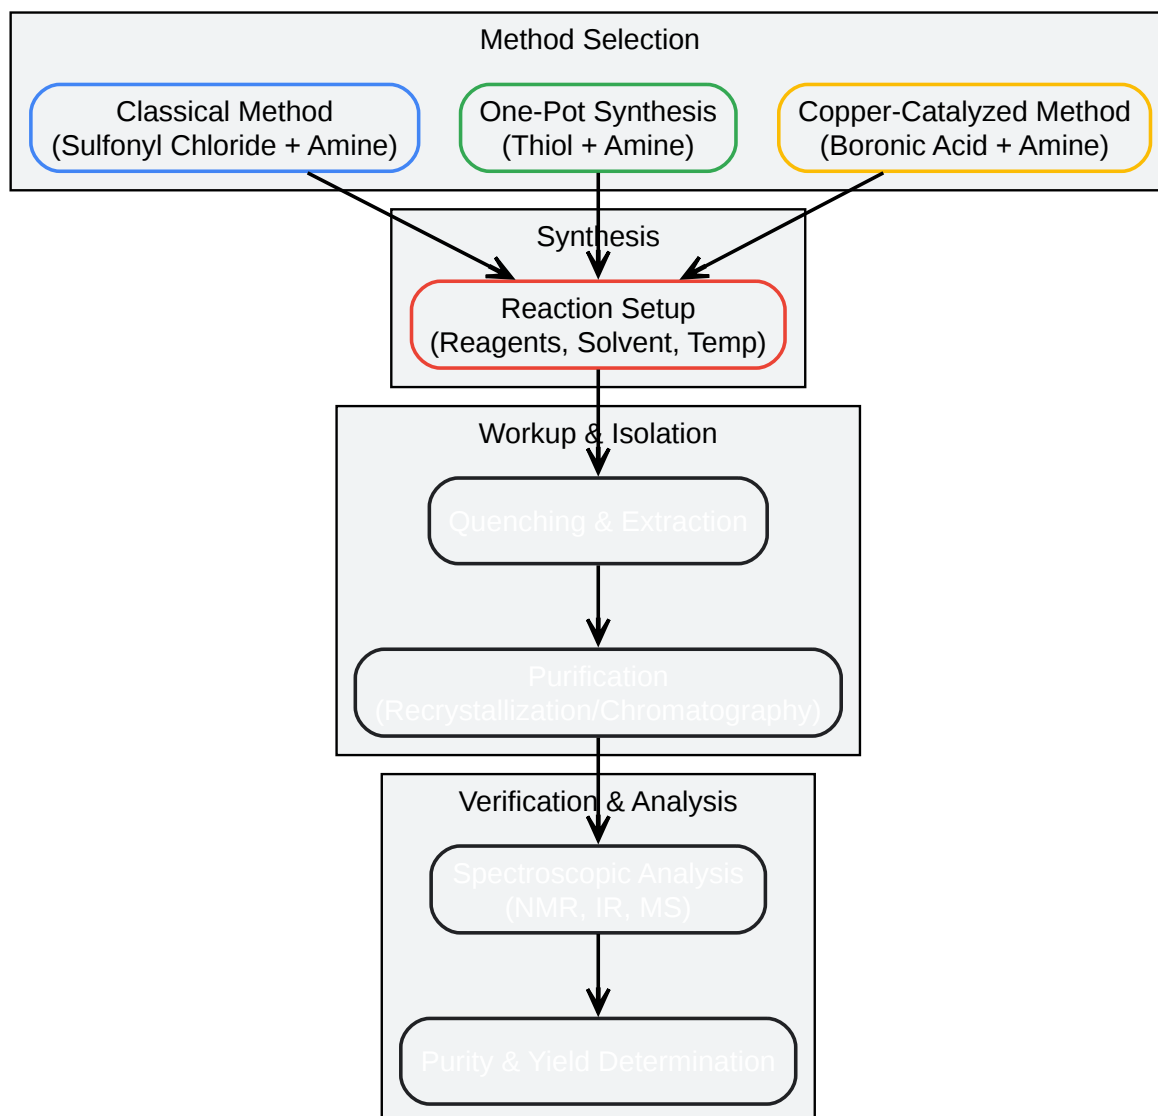 Method Selection
Classical Method
(Sulfonyl Chloride + Amine)
One-Pot Synthesis
(Thiol + Amine)
Copper-Catalyzed Method
(Boronic Acid + Amine)
Synthesis
Reaction Setup
(Reagents, Solvent, Temp)
Workup & Isolation
Quenching & Extraction
Purification
(Recrystallization/Chromatography)
Verification & Analysis
Spectroscopic Analysis
(NMR, IR, MS)
Purity & Yield Determination